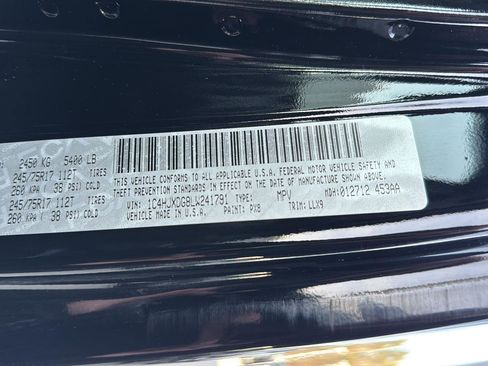 2450 KG 5400 LB
245/75R17 112T
260 KPA ( 38 PSI) COLD
245/75R17 112T
260 KPA ( 38 PSI) COLD
THIS VEHICLE CONFORMS TO ALL
APPLICABLE U.S.A. FEDERAL MOTOR VEHICLE SAFETY AND
THEFT PREVENTION STANDARDS IN EFFECT ON THE DATE OF
MANUFACTURE SHOWN ABOVE.
VIN: 1C4HJXDG8LW241791 TYPE: MPV MDH:012712 453AA
VEHICLE MADE IN U.S.A. PAINT: PX8 TRIM: LLX9